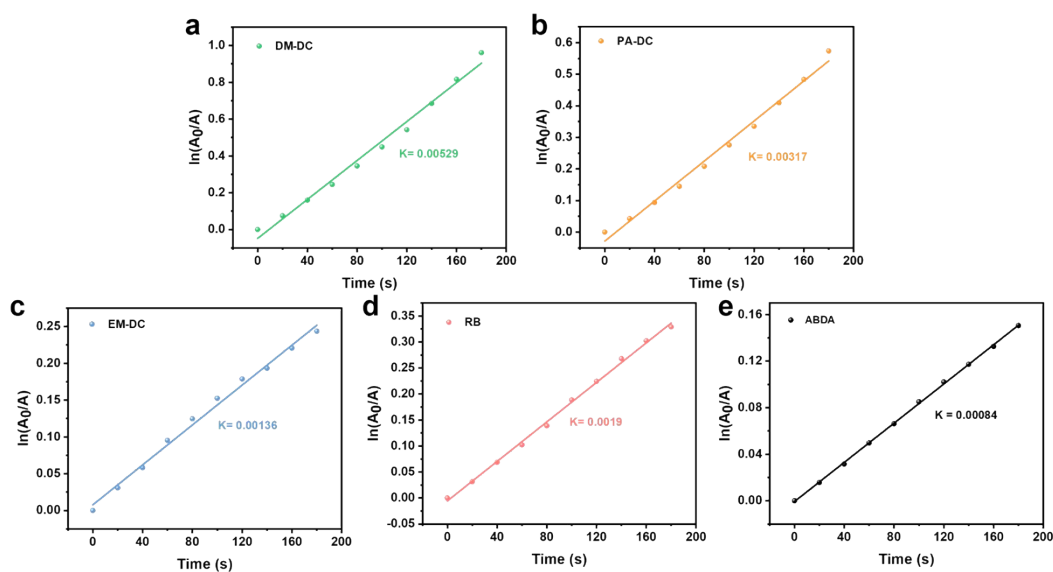 a
DM-DC
1.0
0.8
0.6
0.4
0.2
0.0
ln(A0/A)
K= 0.00529
0 40 80 120 160 200
Time (s)
b
PA-DC
0.6
0.5
0.4
0.3
0.2
0.1
0.0
ln(A0/A)
K= 0.00317
0 40 80 120 160 200
Time (s)
c
EM-DC
0.25
0.20
0.15
0.10
0.05
0.00
ln(A0/A)
K= 0.00136
0 40 80 120 160 200
Time (s)
d
RB
0.35
0.30
0.25
0.20
0.15
0.10
0.05
0.00
-0.05
ln(A0/A)
K= 0.0019
0 40 80 120 160 200
Time (s)
e
ABDA
0.16
0.12
0.08
0.04
0.00
ln(A0/A)
K = 0.00084
0 40 80 120 160 200
Time (s)